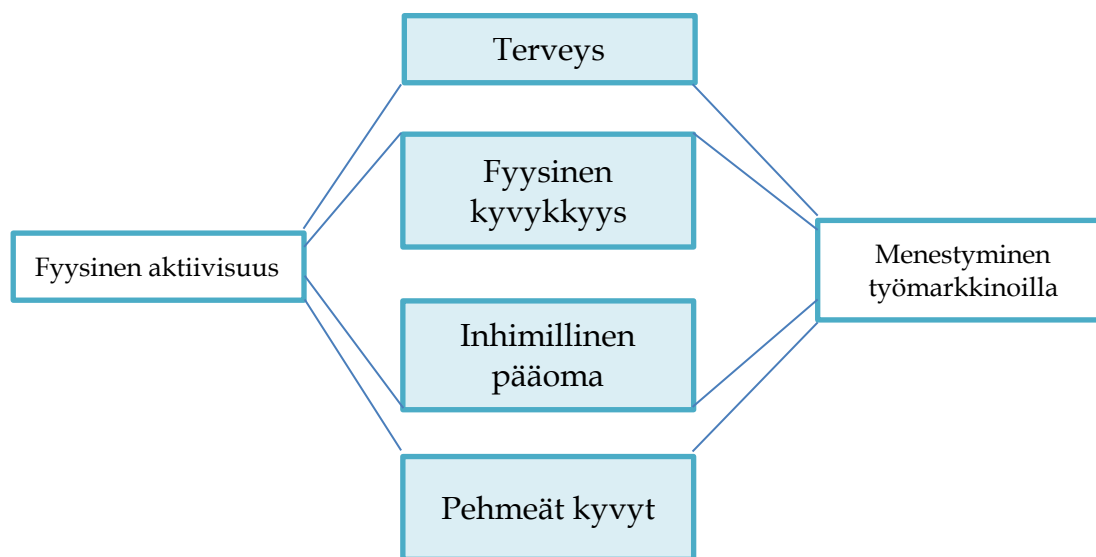 Terveys
Fyysinen
kyvykkyys
Fyysinen aktiivisuus
Menestyminen
työmarkkinoilla
Inhimillinen
pääoma
Pehmeät kyvyt